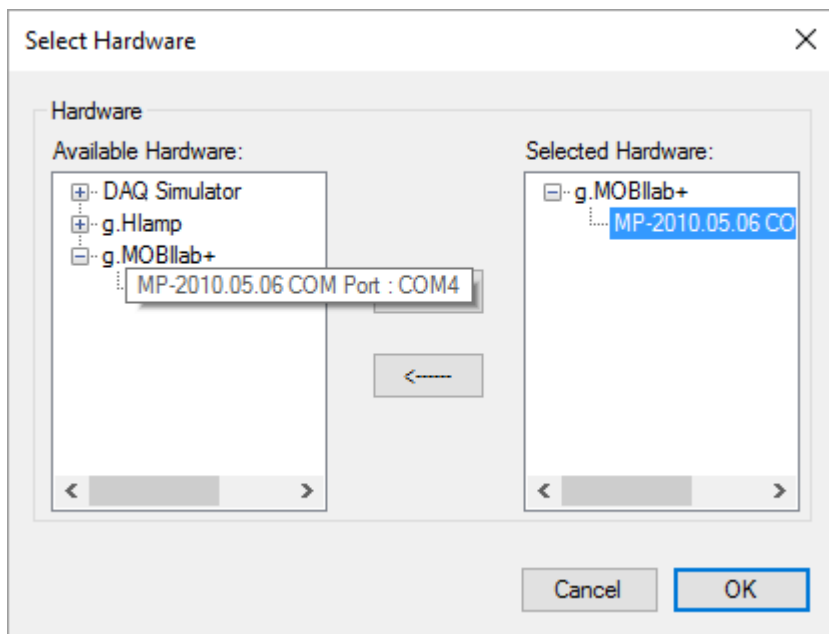 Select Hardware
Hardware
Available Hardware:
DAQ Simulator
g.HIamp
g.MOBIlab+
MP-2010.05.06 COM Port : COM4
<------
Selected Hardware:
g.MOBIlab+
MP-2010.05.06 CO
Cancel
OK